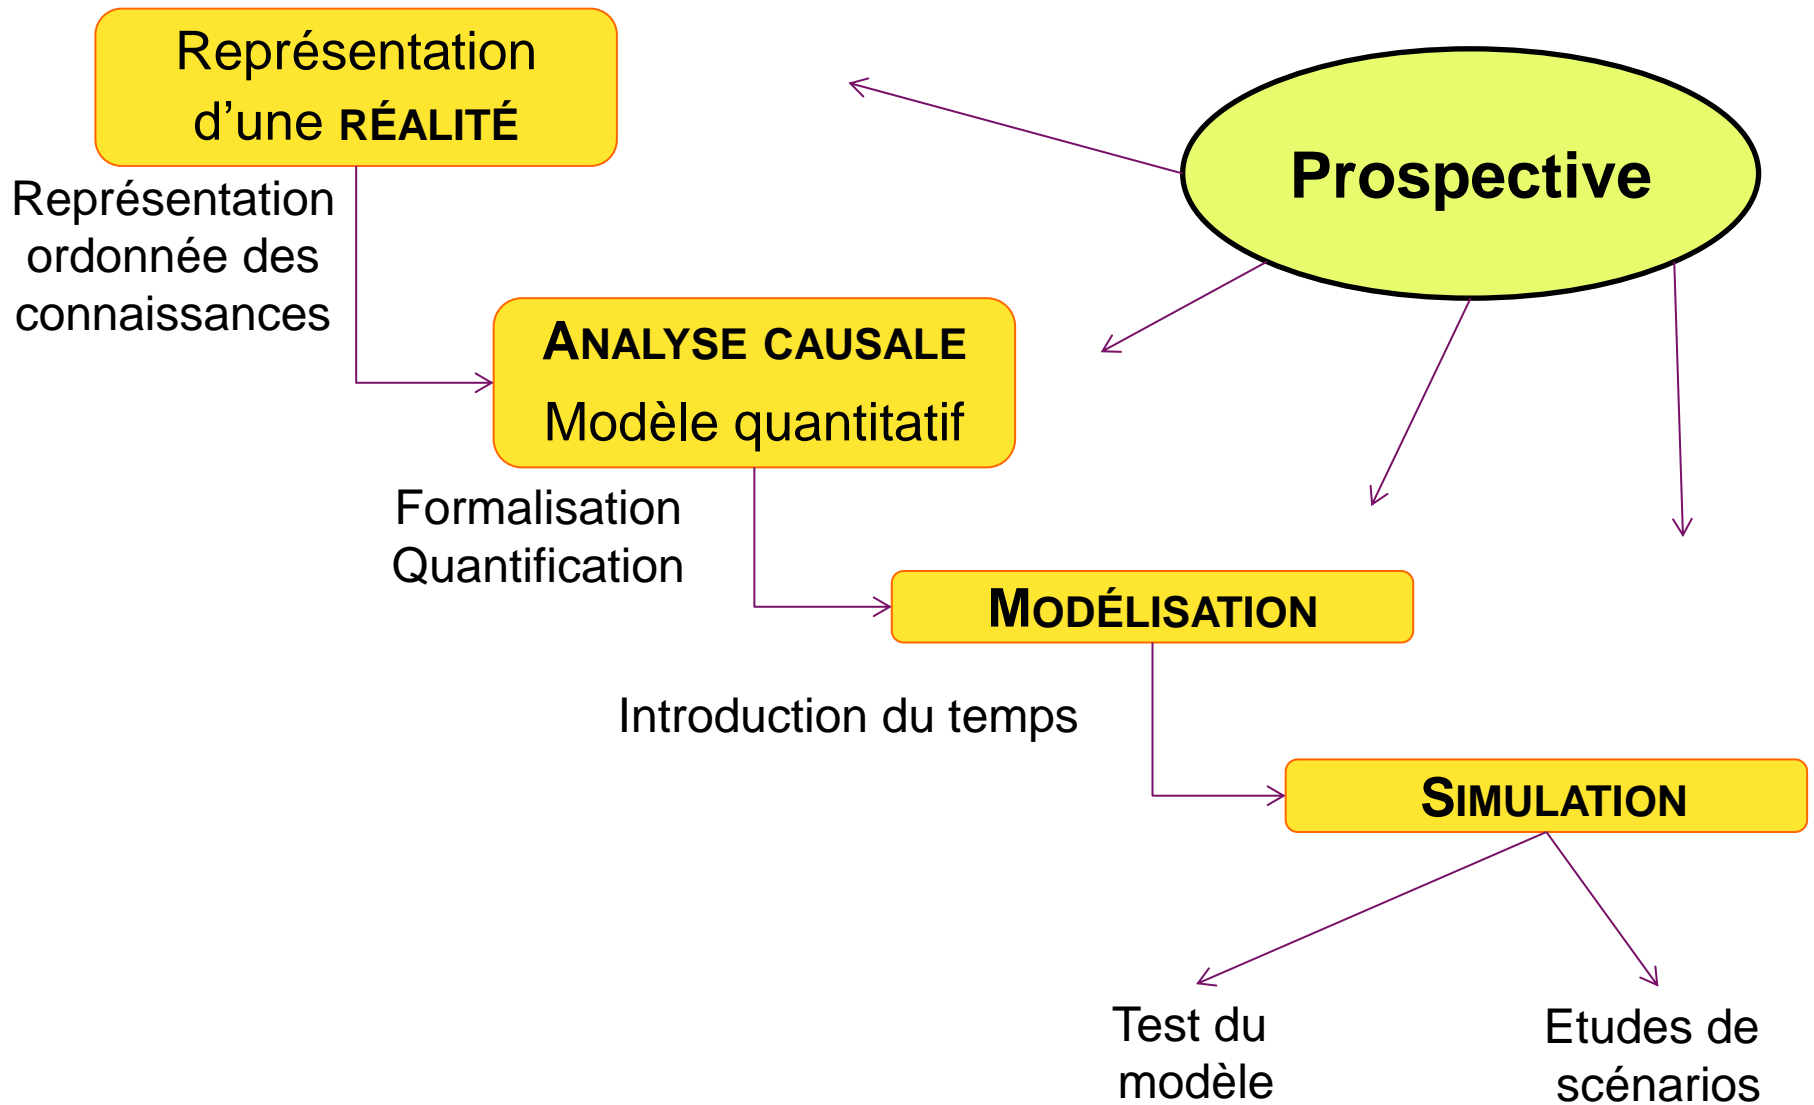 Représentation
d’une RÉALITÉ
Prospective
Représentation
ordonnée des
connaissances
ANALYSE CAUSALE
Modèle quantitatif
Formalisation
Quantification
MODÉLISATION
Introduction du temps
SIMULATION
Test du
modèle
Etudes de
scénarios